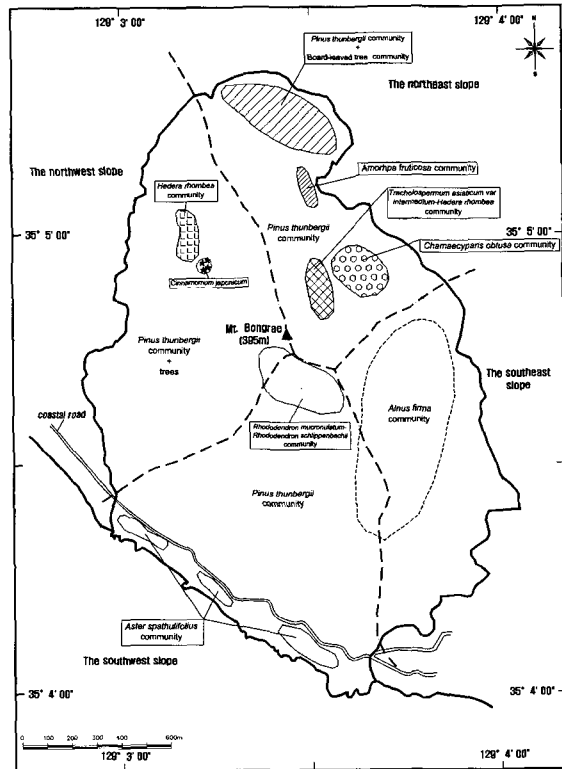 129° 3' 00"
129° 4' 00"
N
S
Pinus thunbergii community
+
Board-leaved tree community
The northeast slope
The northwest slope
Amorhpa fruticosa community
Hedera rhombea
community
Tracholospermum asiaticum var
intermedium-Hedera rhombea
community
35° 5' 00"
35° 5' 00"
Pinus thunbergii
community
Chamaecyparis obtusa community
Cinnamomum japonicum
Mt. Bongrae
(395m)
Pinus thunbergii
community
+
trees
The southeast
slope
Alnus firma
community
coastal road
Rhododendron mucronulatum-
Rhododendron schlippenbachii
community
Pinus thunbergii
community
Aster spathulifolius
community
The southwest slope
35° 4' 00"
35° 4' 00"
0 100 200 300 400 600m
129° 3' 00"
129° 4' 00"